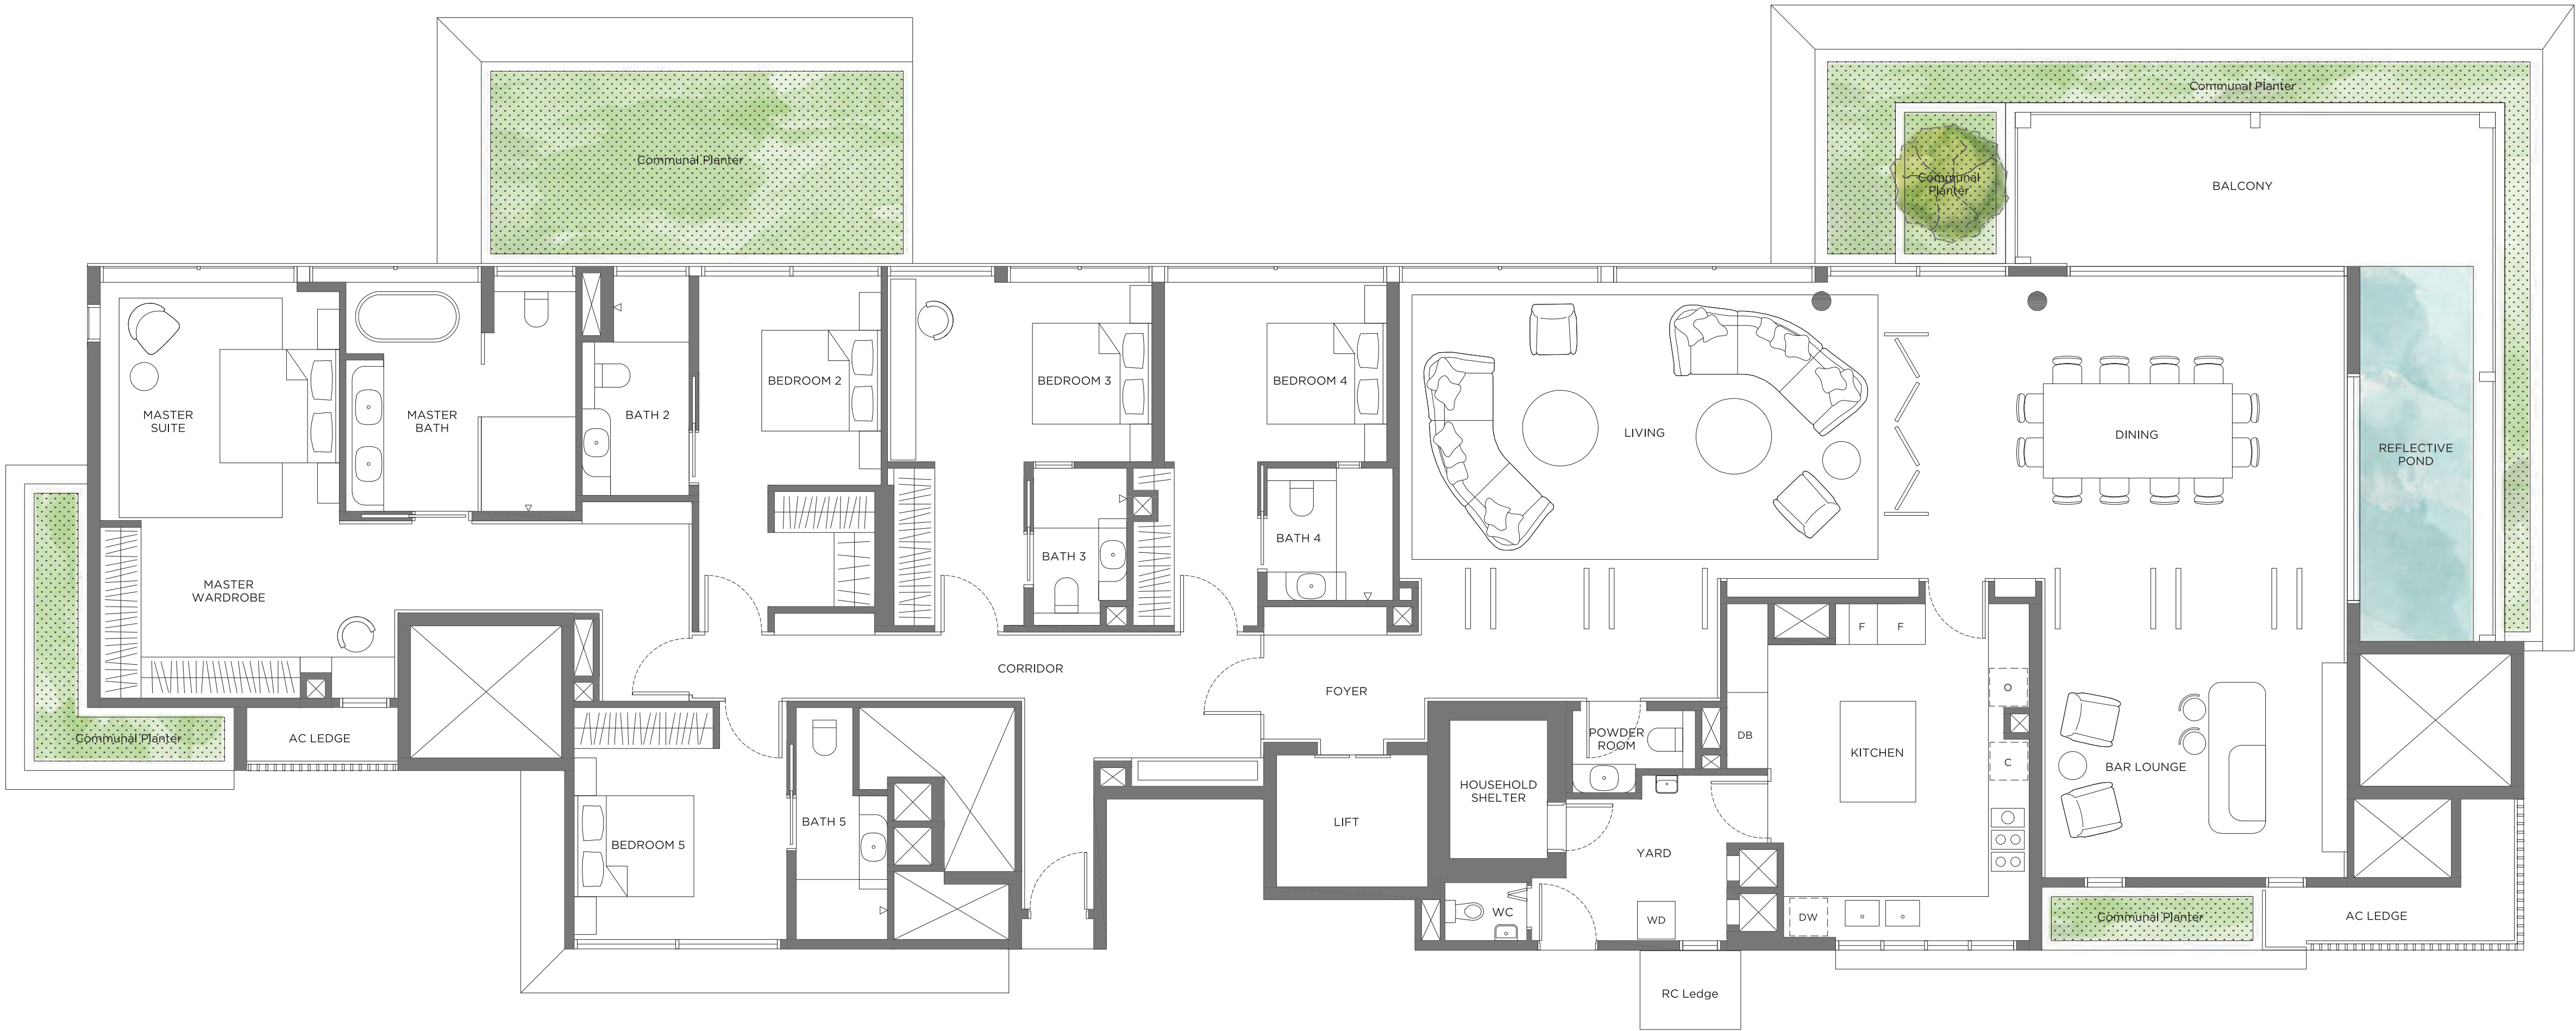 Communal Planter
Communal Planter
Communal
Planter
BALCONY
MASTER
SUITE
MASTER
BATH
BATH 2
BEDROOM 2
BEDROOM 3
BEDROOM 4
LIVING
DINING
REFLECTIVE
POND
BATH 3
BATH 4
MASTER
WARDROBE
CORRIDOR
FOYER
F
F
O
C
Communal Planter
AC LEDGE
POWDER
ROOM
DB
KITCHEN
BAR LOUNGE
HOUSEHOLD
SHELTER
BEDROOM 5
BATH 5
LIFT
YARD
WC
WD
DW
Communal Planter
AC LEDGE
RC Ledge